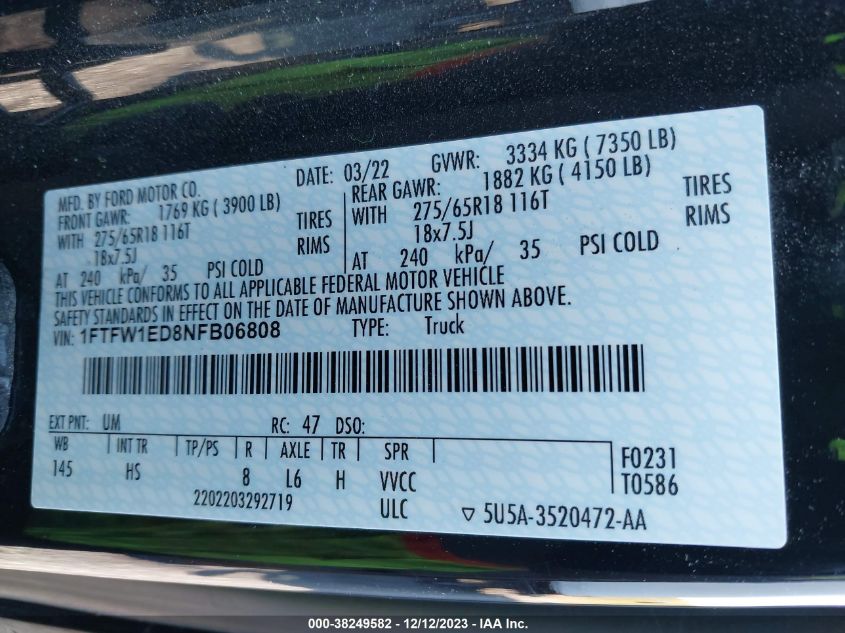 MFD. BY FORD MOTOR CO.
DATE: 03/22 GVWR: 3334 KG ( 7350 LB)
FRONT GAWR: 1769 KG ( 3900 LB)
REAR GAWR: 1882 KG ( 4150 LB)
WITH 275/65R18 116T TIRES
WITH 275/65R18 116T TIRES
18x7.5J RIMS
18x7.5J RIMS
AT 240 kPa/ 35 PSI COLD
AT 240 kPa/ 35 PSI COLD
THIS VEHICLE CONFORMS TO ALL APPLICABLE FEDERAL MOTOR VEHICLE
SAFETY STANDARDS IN EFFECT ON THE DATE OF MANUFACTURE SHOWN ABOVE.
VIN: 1FTFW1ED8NFB06808 TYPE: Truck
EXT PNT: UM RC: 47 DSO:
WB INT TR TP/PS R AXLE TR SPR
145 HS 8 L6 H VVCC
F0231
T0586
2202203292719 ULC 5U5A-3520472-AA
000-38249582 - 12/12/2023 - IAA Inc.